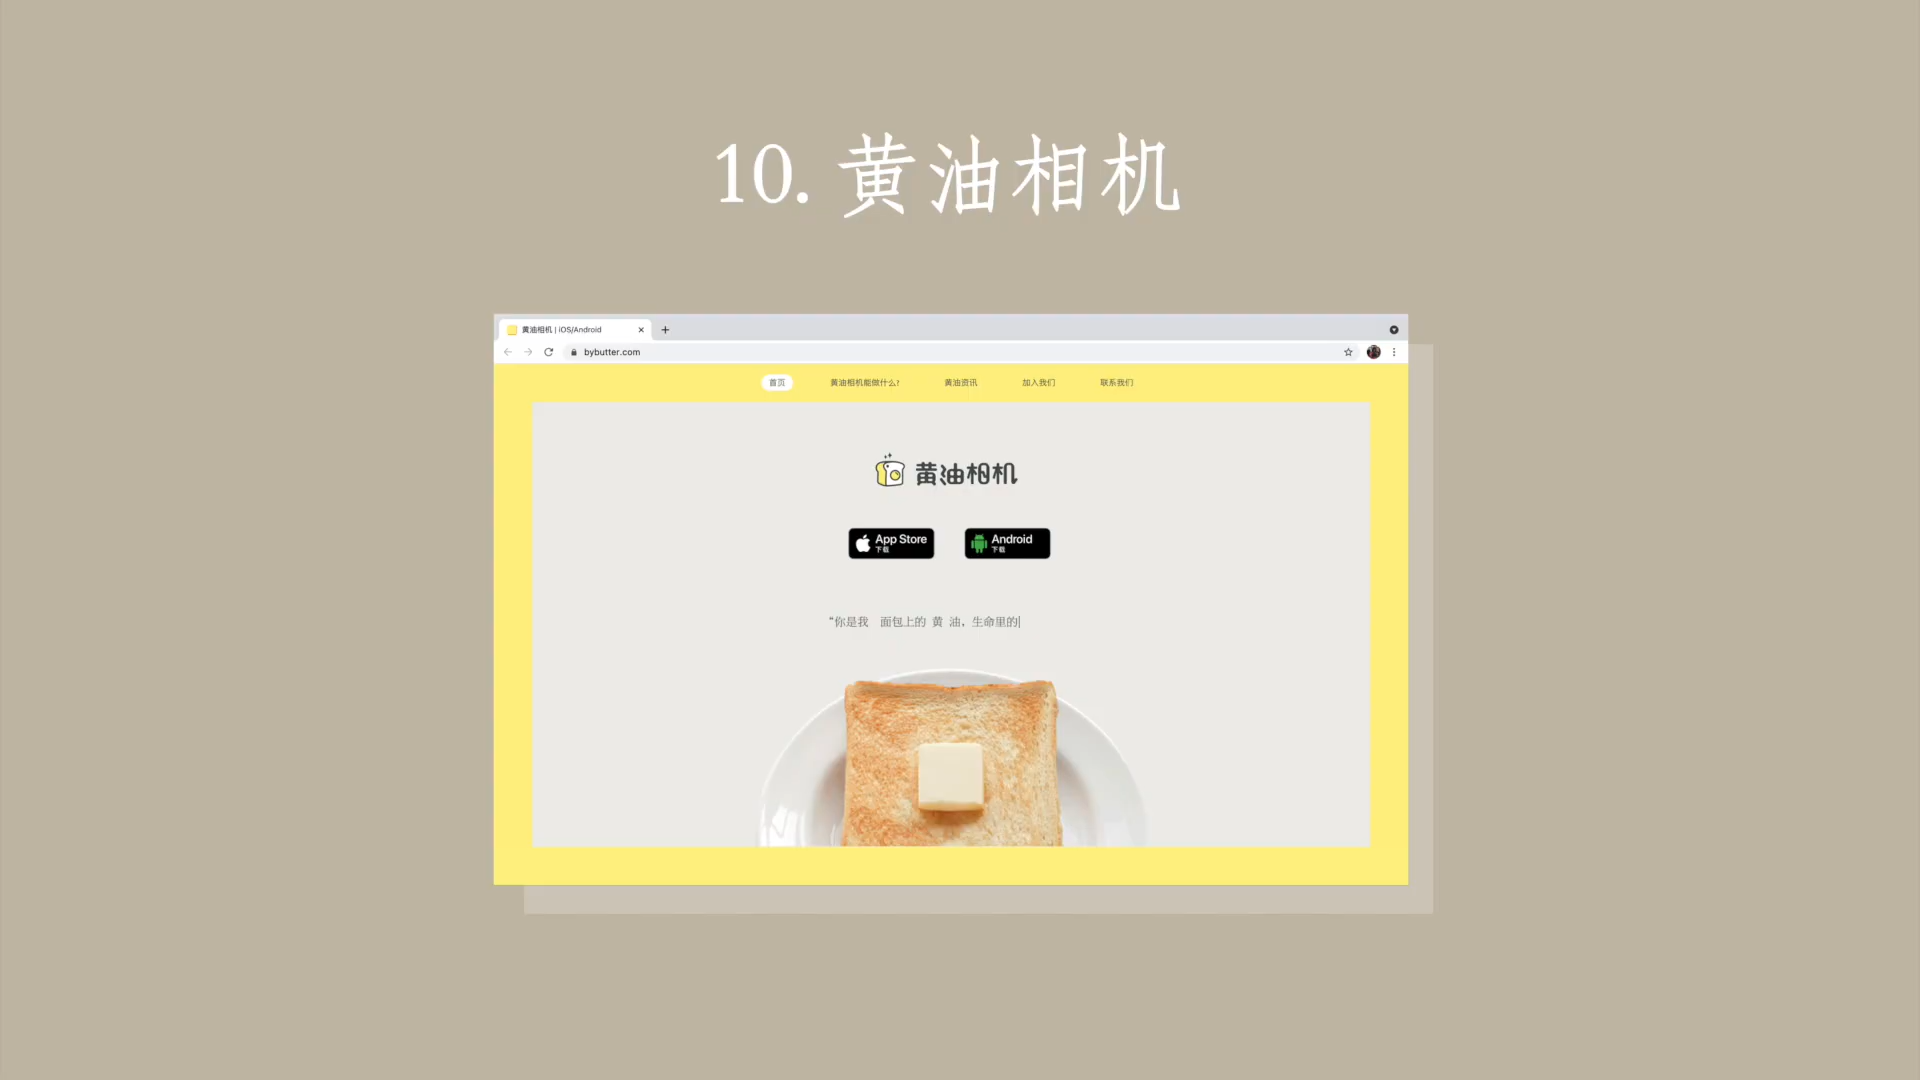 10. 黄油相机
黄油相机 | iOS/Android
bybutter.com
首页 黄油相机能做什么? 黄油资讯 加入我们 联系我们
黄油相机
App Store
下载
Android
下载
“你是我 面包上的 黄 油，生命里的